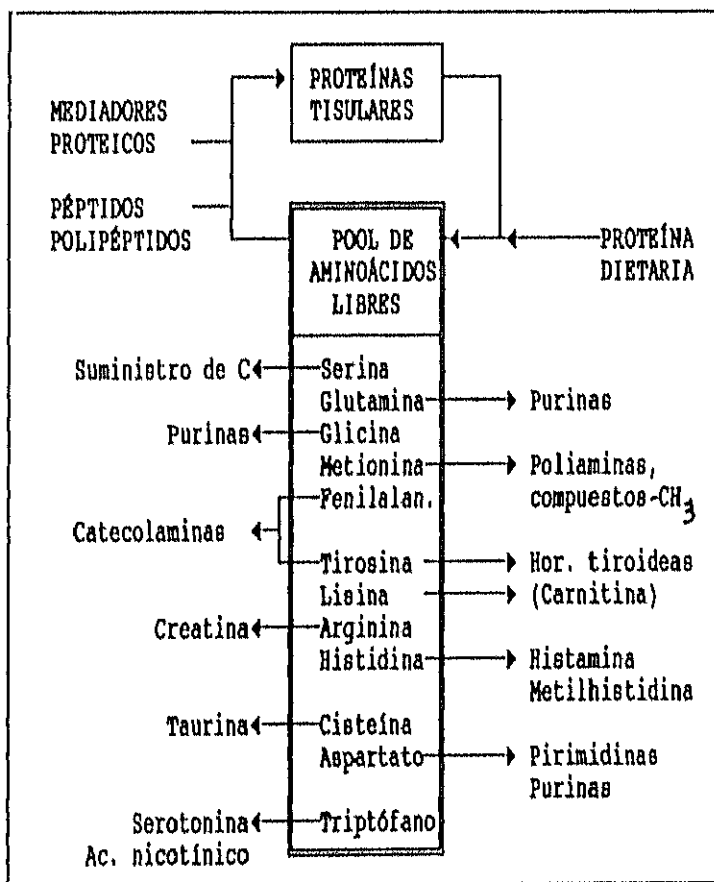 PROTEÍNAS
TISULARES
MEDIADORES
PROTEICOS
PÉPTIDOS
POLIPÉPTIDOS
POOL DE
AMINOÁCIDOS
LIBRES
PROTEÍNA
DIETARIA
Suministro de C
Serina
Glutamina
Purinas
Purinas
Glicina
Metionina
Poliaminas,
compuestos-CH3
Fenilalan.
Catecolaminas
Tirosina
Hor. tiroideas
Lisina
(Carnitina)
Creatina
Arginina
Histidina
Histamina
Metilhistidina
Taurina
Cisteína
Aspartato
Pirimidinas
Purinas
Serotonina
Ac. nicotínico
Triptófano